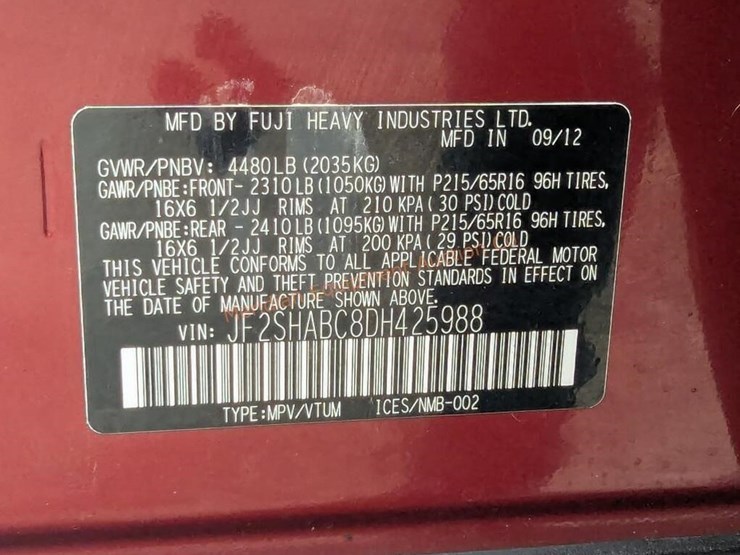 MFD BY FUJI HEAVY INDUSTRIES LTD.
MFD IN 09/12
GVWR/PNBV: 4480LB (2035KG)
GAWR/PNBE:FRONT- 2310LB(1050KG)WITH P215/65R16 96H TIRES,
16X6 1/2JJ RIMS AT 210 KPA ( 30 PSI) COLD
GAWR/PNBE:REAR - 2410LB(1095KG)WITH P215/65R16 96H TIRES,
16X6 1/2JJ RIMS AT 200 KPA ( 29 PSI) COLD
THIS VEHICLE CONFORMS TO ALL APPLICABLE FEDERAL MOTOR
VEHICLE SAFETY AND THEFT PREVENTION STANDARDS IN EFFECT ON
THE DATE OF MANUFACTURE SHOWN ABOVE.
VIN: JF2SHABC8DH425988
TYPE:MPV/VTUM ICES/NMB-002